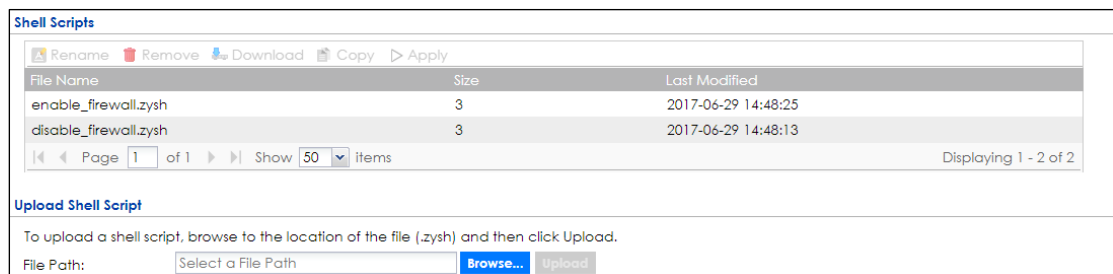 Shell Scripts
Rename Remove Download Copy Apply
File Name Size Last Modified
enable_firewall.zysh 3 2017-06-29 14:48:25
disable_firewall.zysh 3 2017-06-29 14:48:13
Page 1 of 1 Show 50 items Displaying 1 - 2 of 2
Upload Shell Script
To upload a shell script, browse to the location of the file (.zysh) and then click Upload.
File Path: Select a File Path Browse... Upload